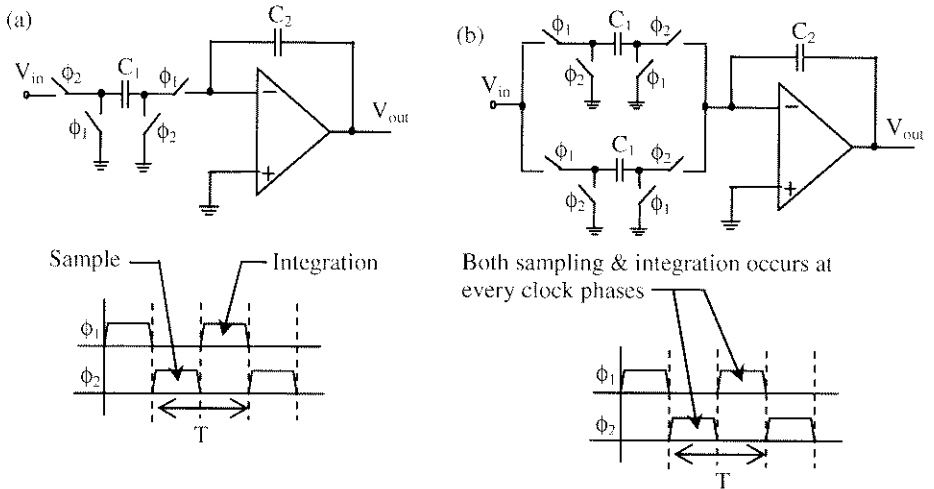 (a)
C₂
V_in
ϕ₂
C₁
ϕ₁
ϕ₁
ϕ₂
−
+
V_out
Sample
Integration
ϕ₁
ϕ₂
T
(b)
ϕ₁
C₁
ϕ₂
ϕ₂
ϕ₁
V_in
C₁
ϕ₁
ϕ₂
ϕ₂
ϕ₁
C₂
−
+
V_out
Both sampling & integration occurs at
every clock phases
ϕ₁
ϕ₂
T